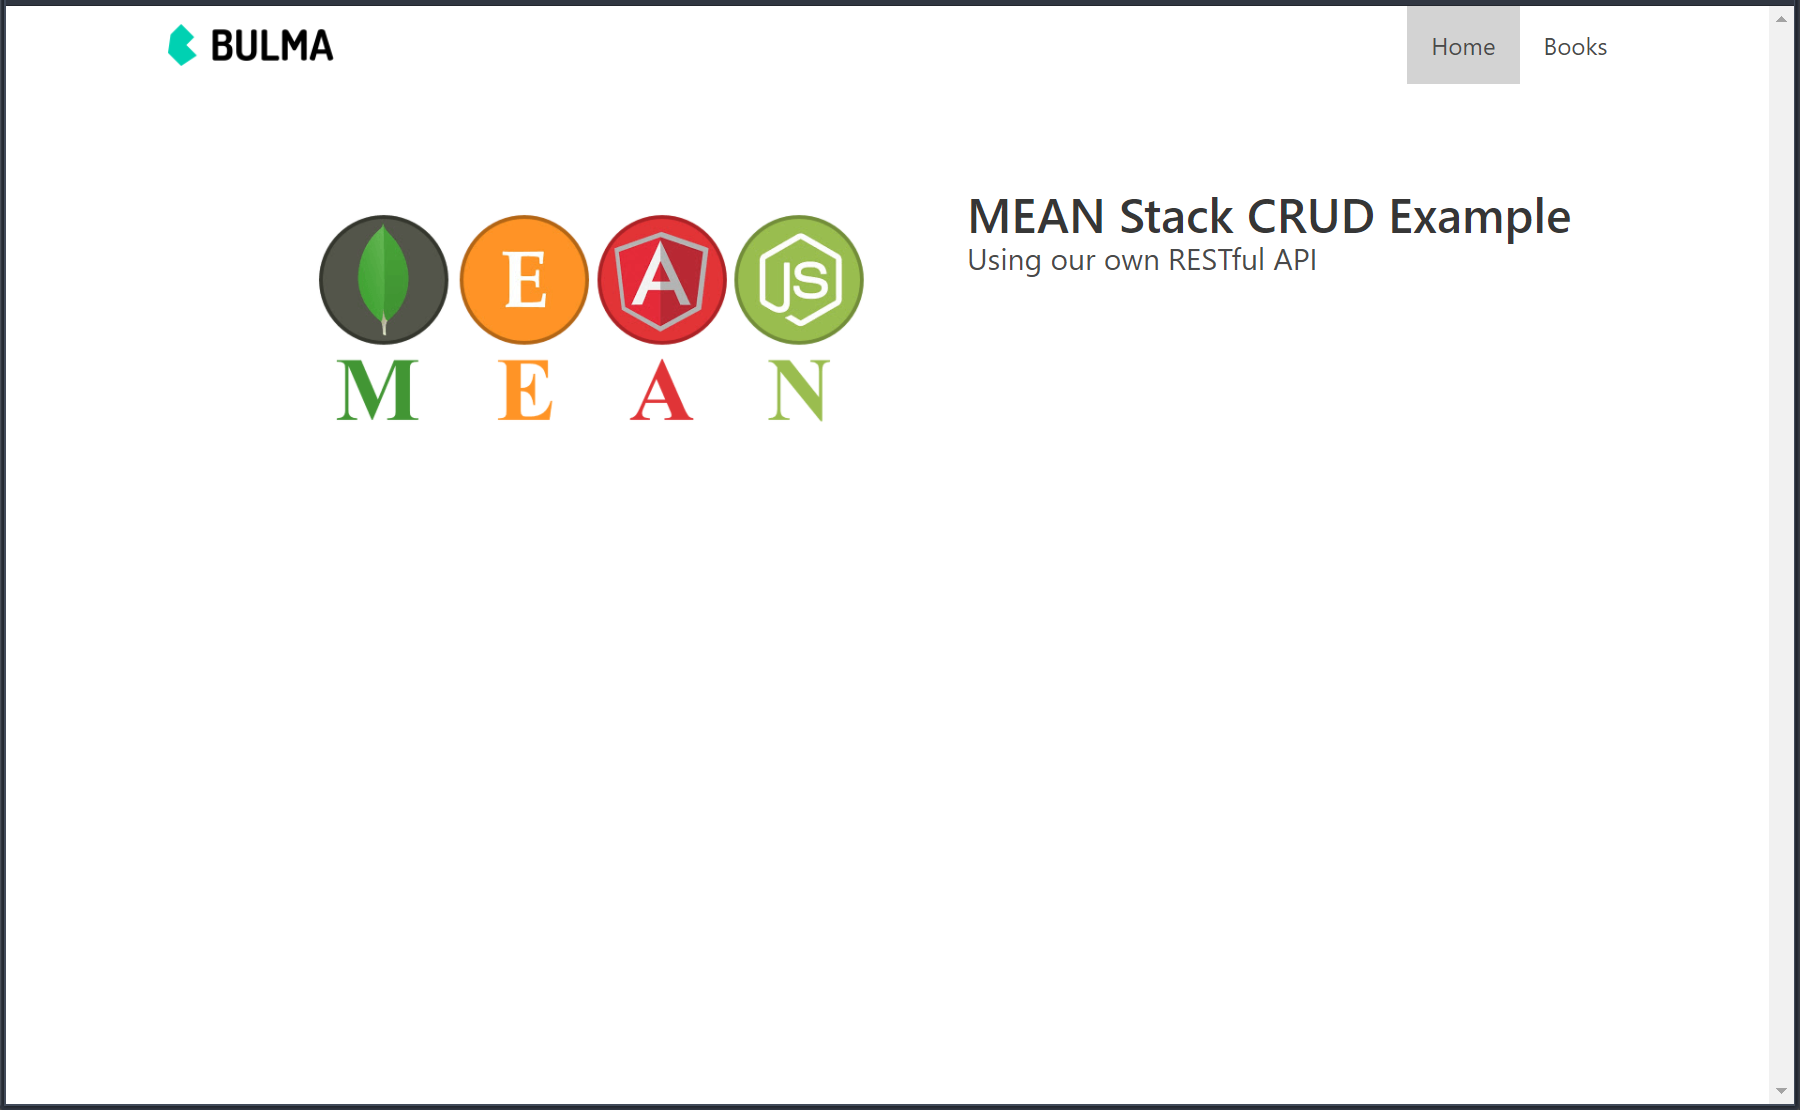 BULMA
Home
Books
E
A
JS
M E A N
MEAN Stack CRUD Example
Using our own RESTful API